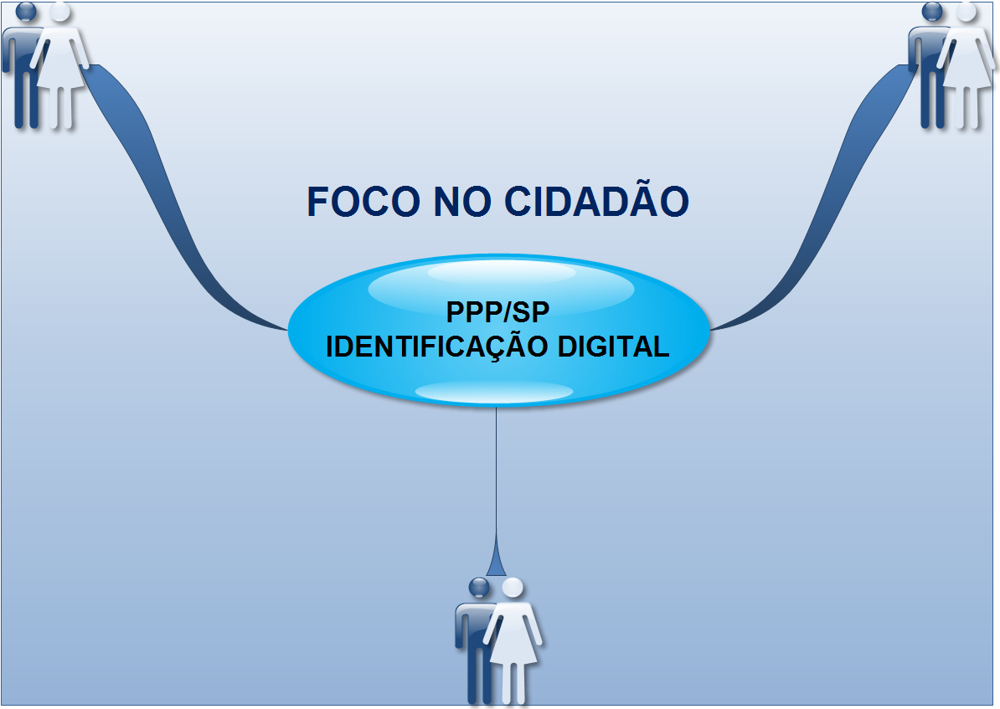 FOCO NO CIDADÃO
PPP/SP
IDENTIFICAÇÃO DIGITAL